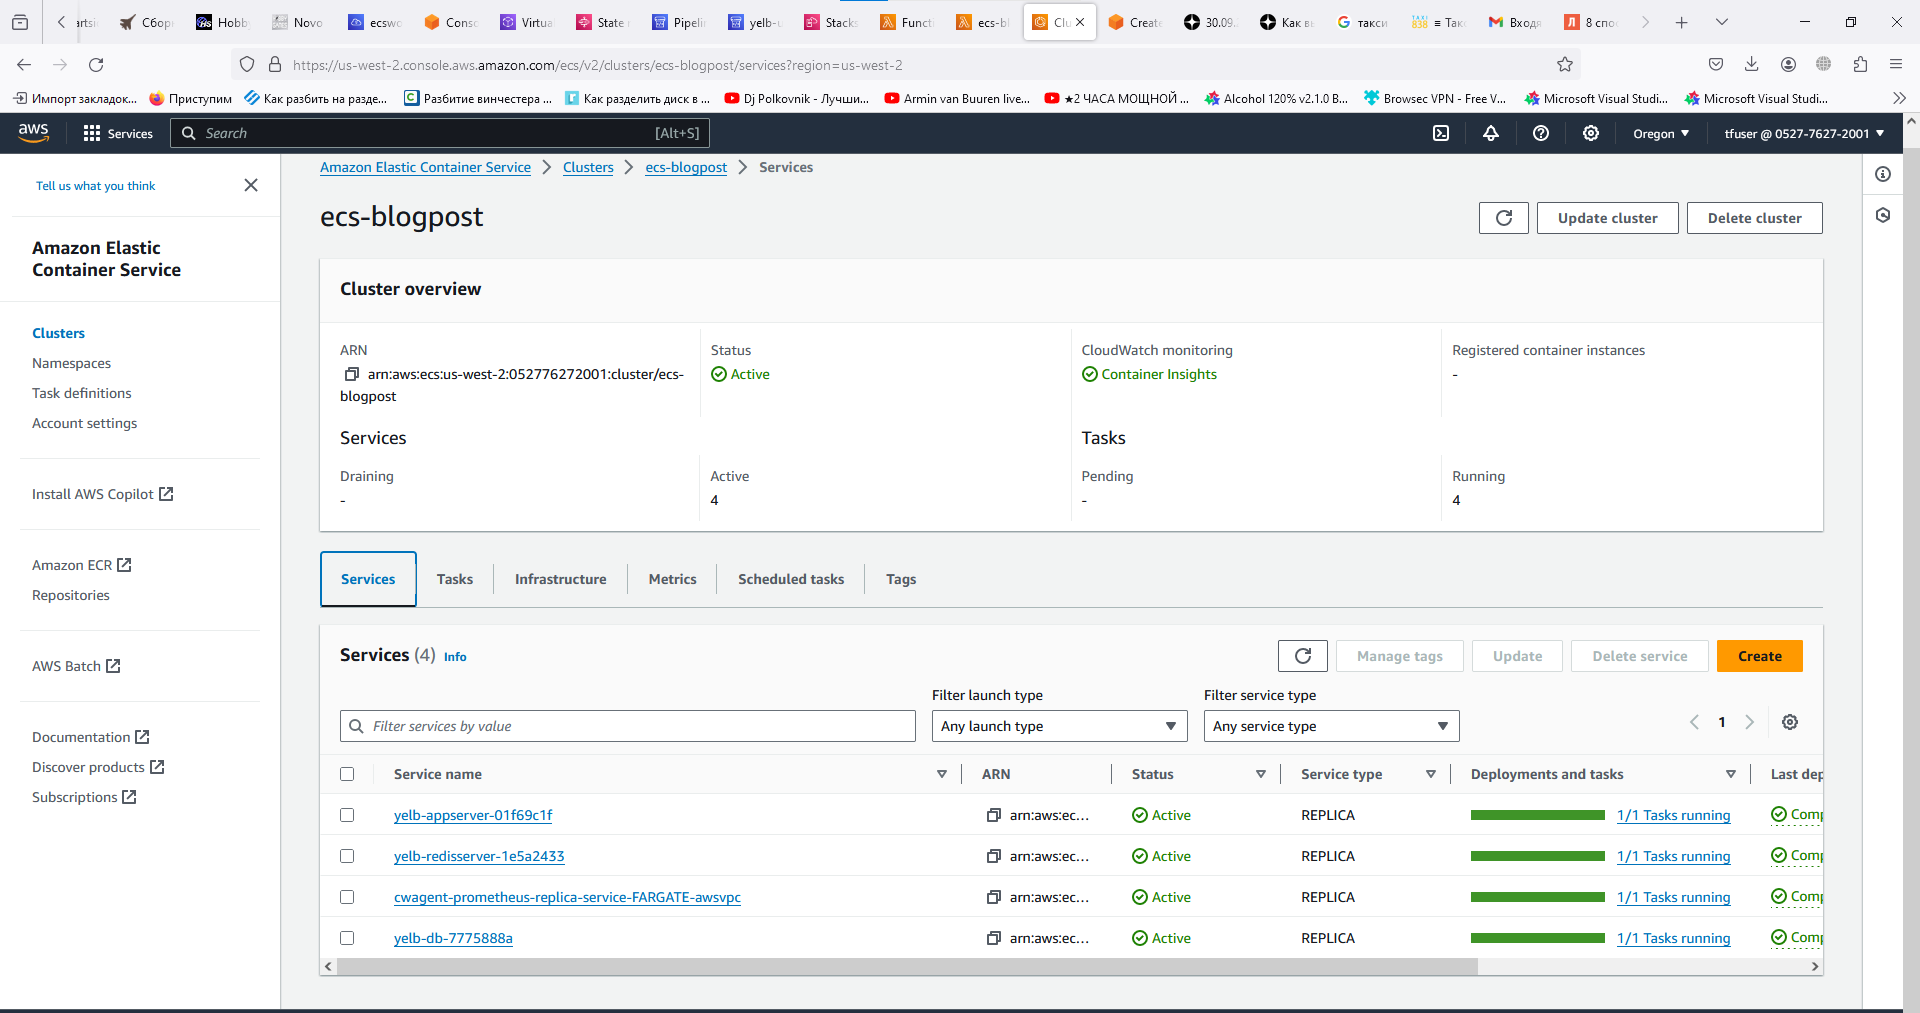 artsi
Сбор
Hobb
Novo
ecswo
Conso
Virtua
State
Pipelin
yelb-u
Stacks
Functi
ecs-bl
Clu
Create
30.09.
Как вы
такси
≡ Так
Входя
8 спо
https://us-west-2.console.aws.amazon.com/ecs/v2/clusters/ecs-blogpost/services?region=us-west-2
Импорт закладок...
Приступим
Как разбить на разде...
Разбитие винчестера ...
Как разделить диск в ...
Dj Polkovnik - Лучши...
Armin van Buuren live...
★2 ЧАСА МОЩНОЙ ...
Alcohol 120% v2.1.0 B...
Browsec VPN - Free V...
Microsoft Visual Studi...
Microsoft Visual Studi...
aws
Services
Search
[Alt+S]
Oregon
tfuser @ 0527-7627-2001
Tell us what you think
Amazon Elastic
Container Service
Clusters
Namespaces
Task definitions
Account settings
Install AWS Copilot
Amazon ECR
Repositories
AWS Batch
Documentation
Discover products
Subscriptions
Amazon Elastic Container Service
Clusters
ecs-blogpost
Services
ecs-blogpost
Update cluster
Delete cluster
Cluster overview
ARN
arn:aws:ecs:us-west-2:052776272001:cluster/ecs-
blogpost
Status
Active
CloudWatch monitoring
Container Insights
Registered container instances
-
Services
Tasks
Draining
-
Active
4
Pending
-
Running
4
Services
Tasks
Infrastructure
Metrics
Scheduled tasks
Tags
Services (4) Info
Manage tags
Update
Delete service
Create
Filter launch type
Filter service type
Filter services by value
Any launch type
Any service type
1
Service name
ARN
Status
Service type
Deployments and tasks
Last dep
yelb-appserver-01f69c1f
arn:aws:ec...
Active
REPLICA
1/1 Tasks running
Comp
yelb-redisserver-1e5a2433
arn:aws:ec...
Active
REPLICA
1/1 Tasks running
Comp
cwagent-prometheus-replica-service-FARGATE-awsvpc
arn:aws:ec...
Active
REPLICA
1/1 Tasks running
Comp
yelb-db-7775888a
arn:aws:ec...
Active
REPLICA
1/1 Tasks running
Comp